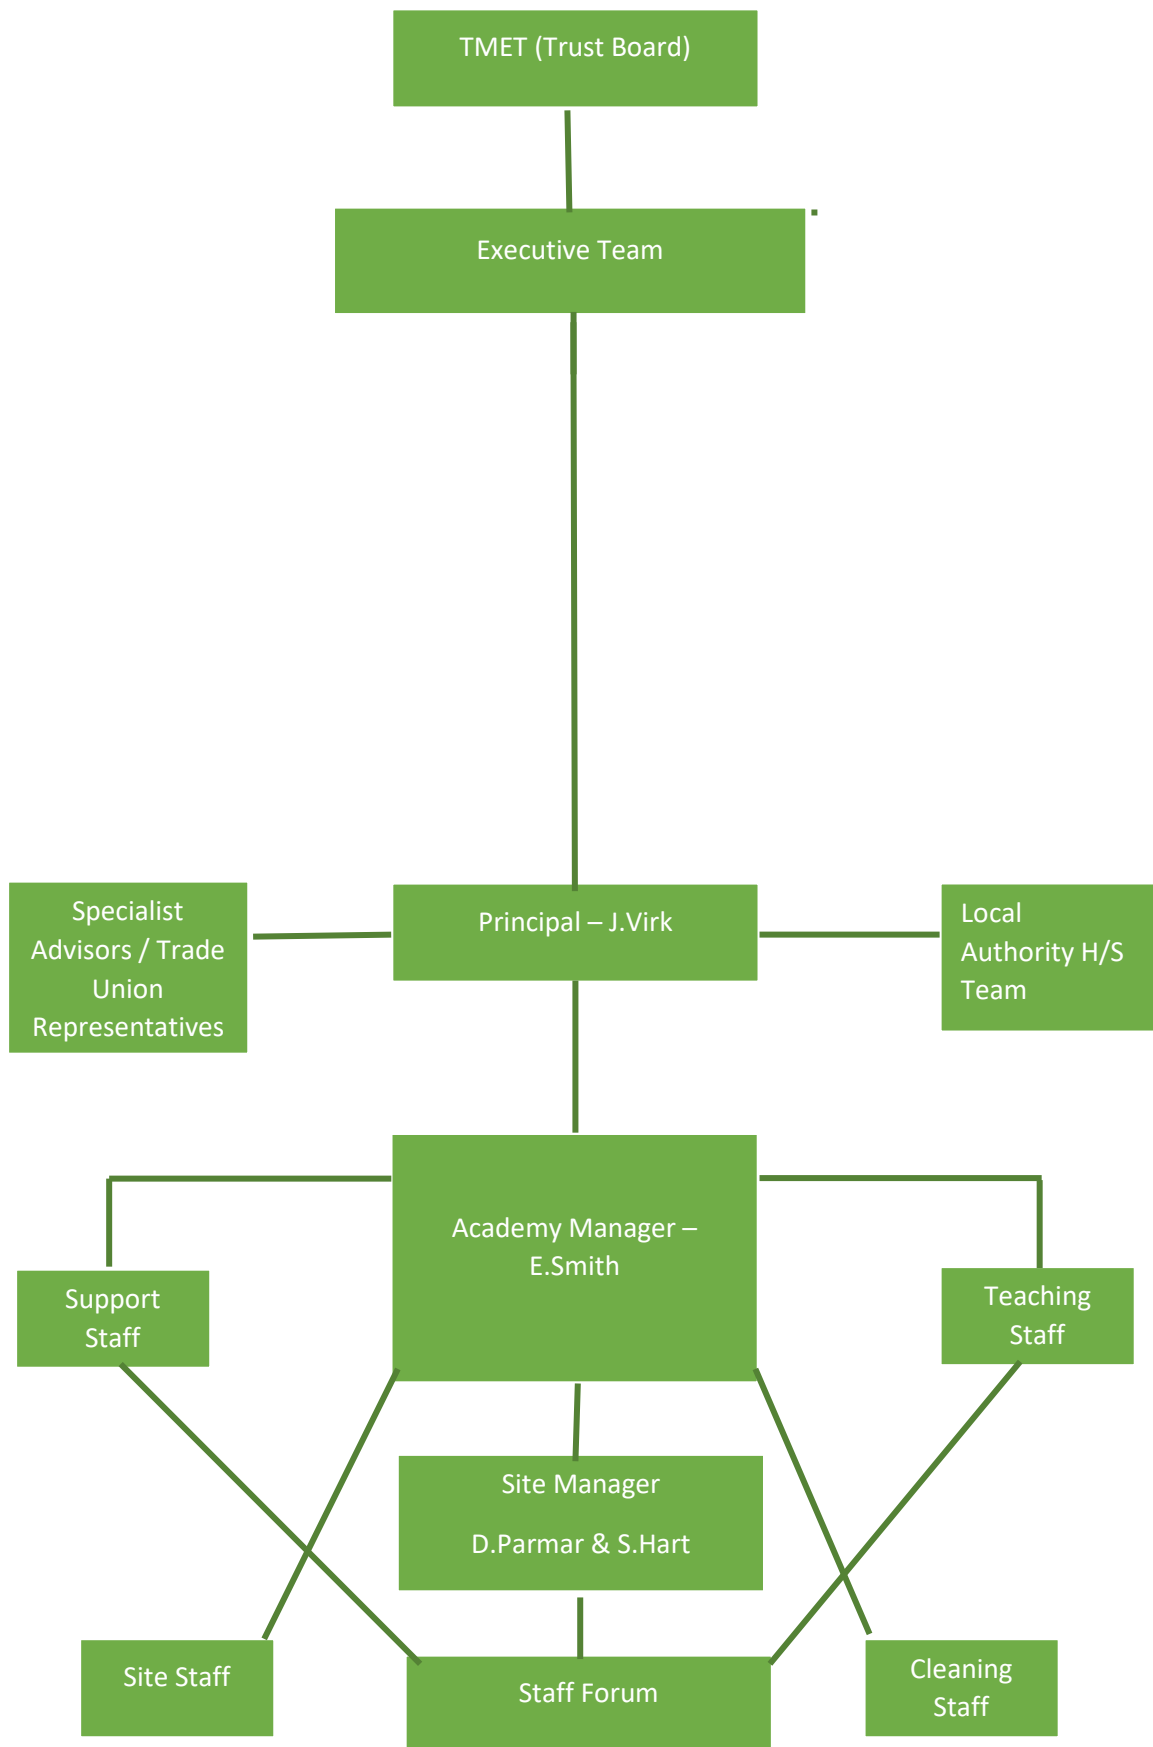 TMET (Trust Board)
Executive Team
Specialist
Advisors / Trade
Union
Representatives
Principal – J.Virk
Local
Authority H/S
Team
Academy Manager –
E.Smith
Support
Staff
Teaching
Staff
Site Manager
D.Parmar & S.Hart
Site Staff
Staff Forum
Cleaning
Staff